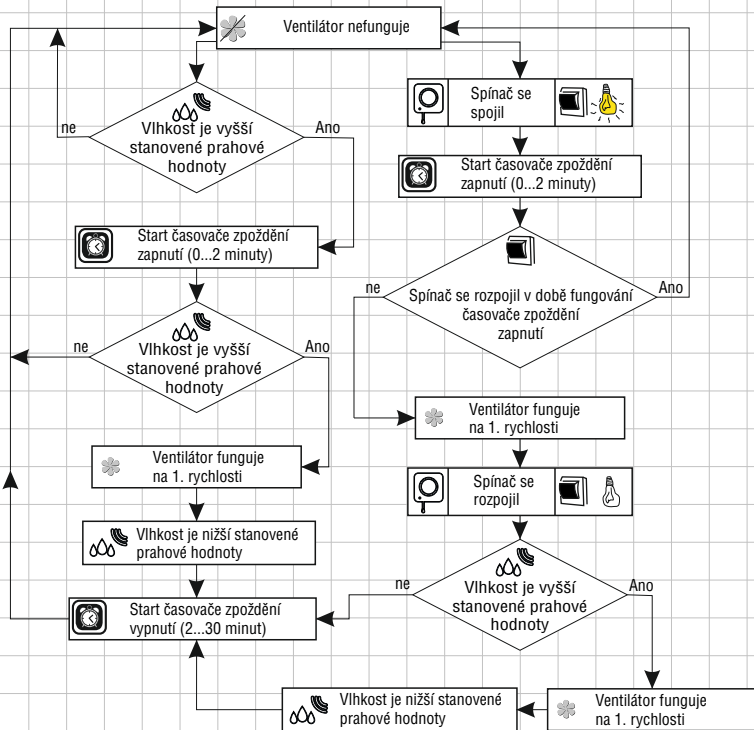 Ventilátor nefunguje
Vlhkost je vyšší
stanovené prahové
hodnoty
ne
Ano
Start časovače zpoždění
zapnutí (0...2 minuty)
Vlhkost je vyšší
stanovené prahové
hodnoty
ne
Ano
Ventilátor funguje
na 1. rychlosti
Vlhkost je nižší stanovené
prahové hodnoty
Start časovače zpoždění
vypnutí (2...30 minut)
Spínač se
spojil
Start časovače zpoždění
zapnutí (0...2 minuty)
Spínač se rozpojil v době fungování
časovače zpoždění
zapnutí
ne
Ano
Ventilátor funguje
na 1. rychlosti
Spínač se
rozpojil
Vlhkost je vyšší
stanovené prahové
hodnoty
ne
Ano
Vlhkost je nižší stanovené
prahové hodnoty
Ventilátor funguje
na 1. rychlosti